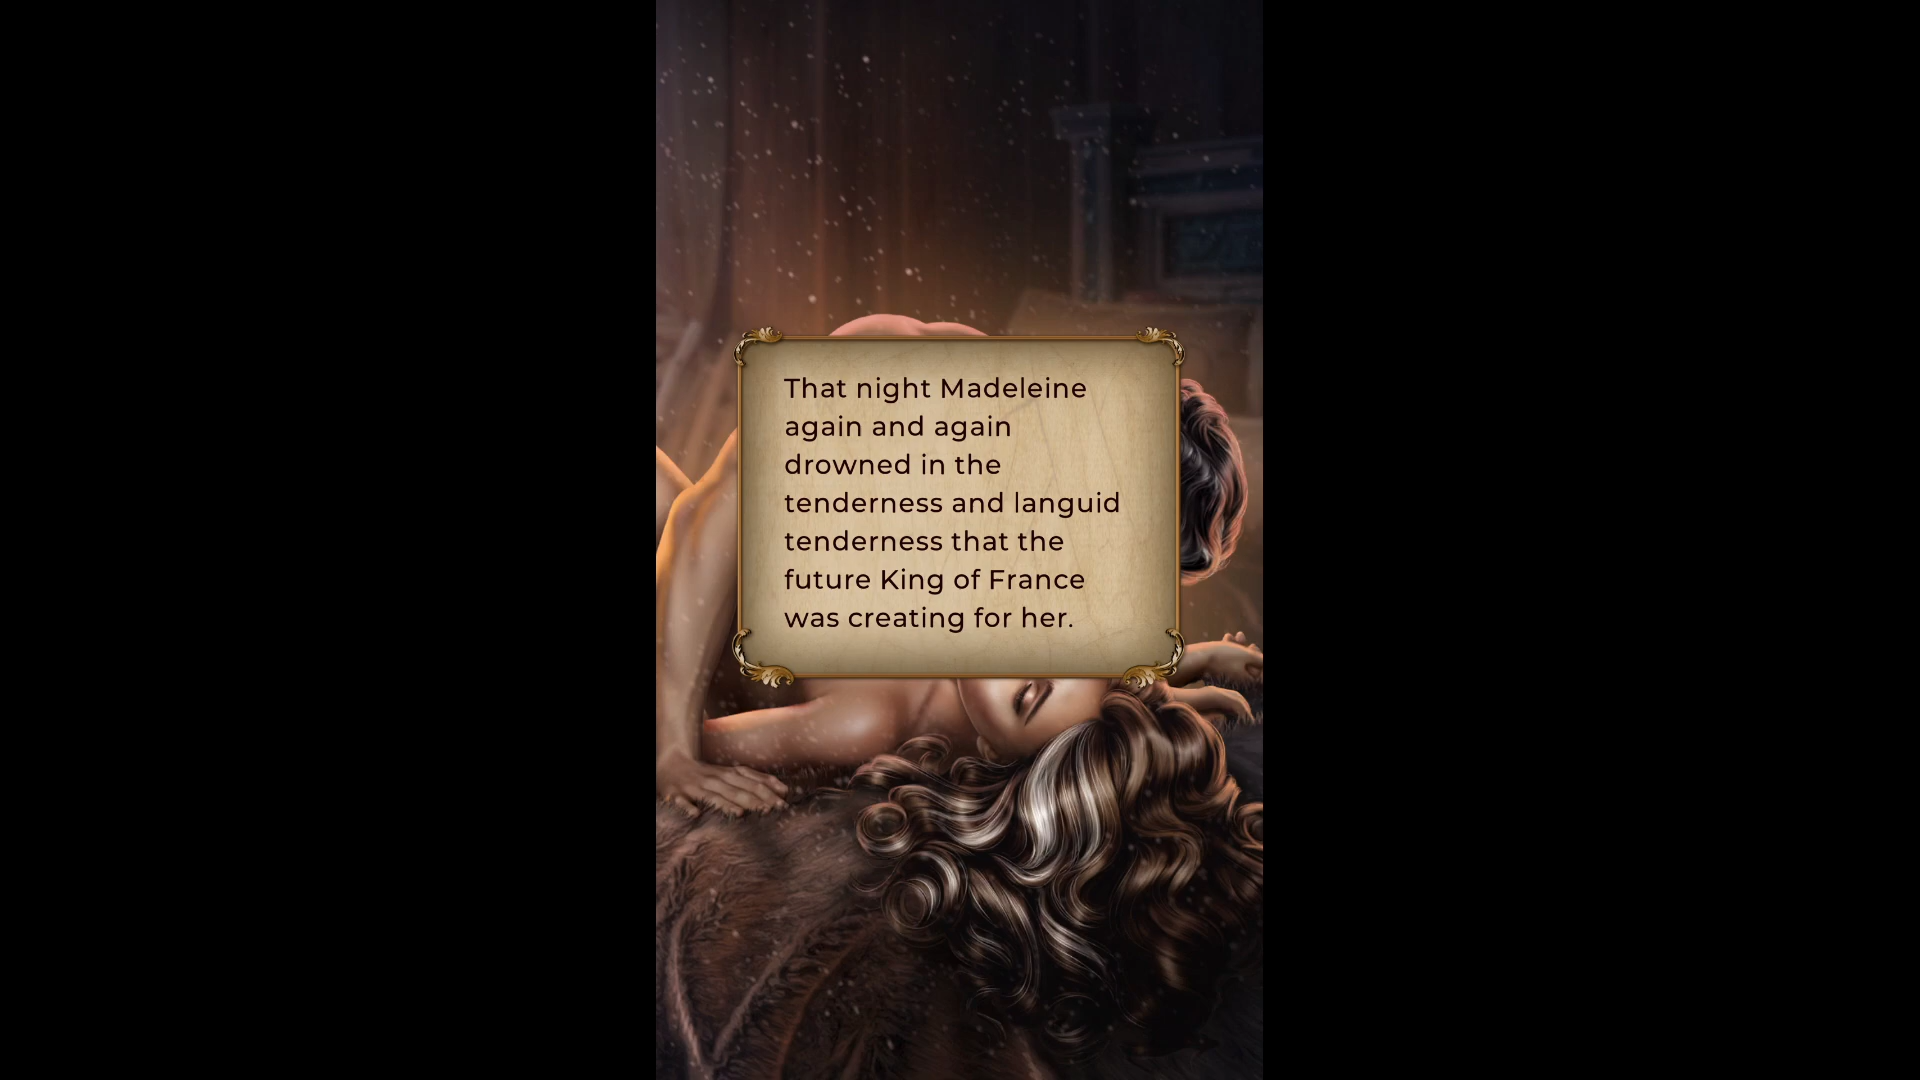 That night Madeleine
again and again
drowned in the
tenderness and languid
tenderness that the
future King of France
was creating for her.